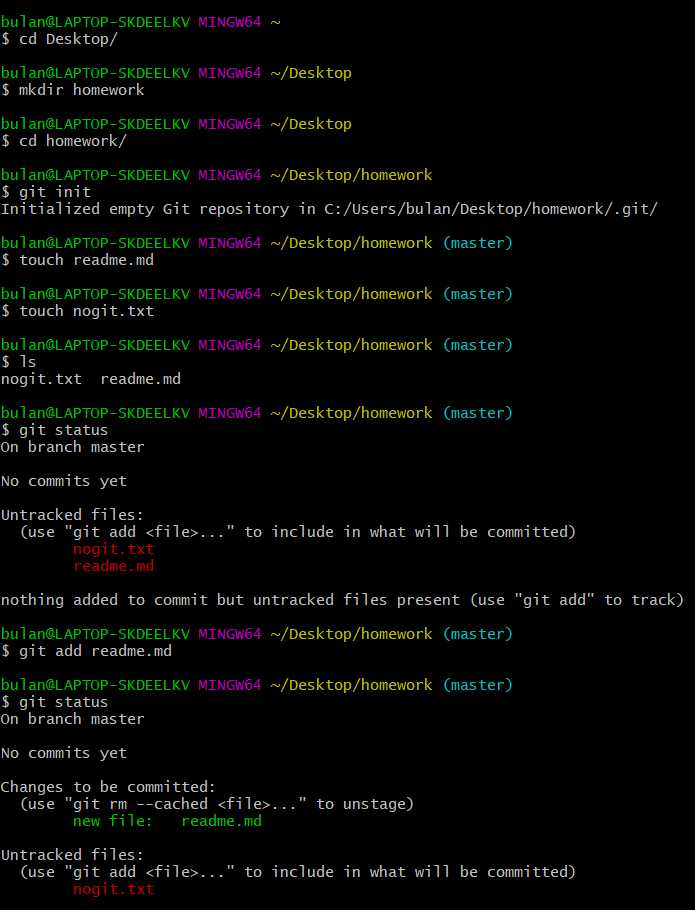 bulan@LAPTOP-SKDEELKV MINGW64 ~
$ cd Desktop/
bulan@LAPTOP-SKDEELKV MINGW64 ~/Desktop
$ mkdir homework
bulan@LAPTOP-SKDEELKV MINGW64 ~/Desktop
$ cd homework/
bulan@LAPTOP-SKDEELKV MINGW64 ~/Desktop/homework
$ git init
Initialized empty Git repository in C:/Users/bulan/Desktop/homework/.git/
bulan@LAPTOP-SKDEELKV MINGW64 ~/Desktop/homework (master)
$ touch readme.md
bulan@LAPTOP-SKDEELKV MINGW64 ~/Desktop/homework (master)
$ touch nogit.txt
bulan@LAPTOP-SKDEELKV MINGW64 ~/Desktop/homework (master)
$ ls
nogit.txt  readme.md
bulan@LAPTOP-SKDEELKV MINGW64 ~/Desktop/homework (master)
$ git status
On branch master
No commits yet
Untracked files:
  (use "git add <file>..." to include in what will be committed)
        nogit.txt
        readme.md
nothing added to commit but untracked files present (use "git add" to track)
bulan@LAPTOP-SKDEELKV MINGW64 ~/Desktop/homework (master)
$ git add readme.md
bulan@LAPTOP-SKDEELKV MINGW64 ~/Desktop/homework (master)
$ git status
On branch master
No commits yet
Changes to be committed:
  (use "git rm --cached <file>..." to unstage)
        new file:   readme.md
Untracked files:
  (use "git add <file>..." to include in what will be committed)
        nogit.txt